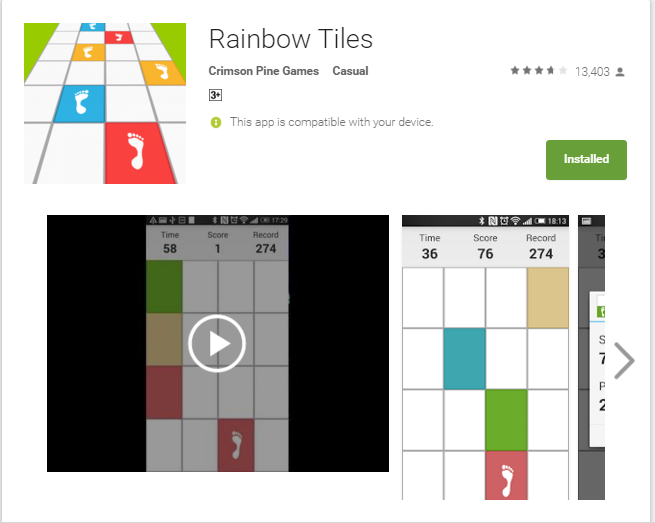 Rainbow Tiles
Crimson Pine Games Casual
13,403
3+
This app is compatible with your device.
Installed
17:29
Time Score Record
58 1 274
18:13
Time Score Record
36 76 274